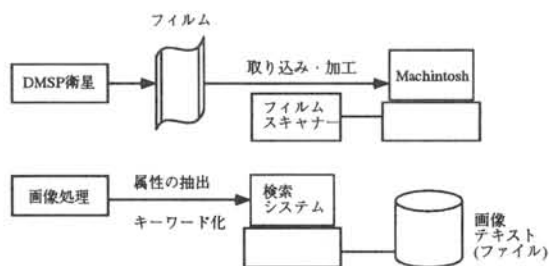 フィルム
DMSP衛星
取り込み・加工
Machintosh
フィルム
スキャナー
画像処理
属性の抽出
キーワード化
検索
システム
画像
テキスト
(ファイル)